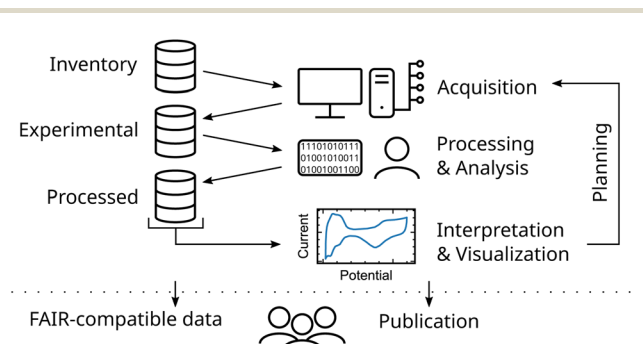 Inventory
Acquisition
Experimental
11101010111
01001010011
01001001100
Processing
& Analysis
Planning
Processed
Current
Potential
Interpretation
& Visualization
FAIR-compatible data
Publication